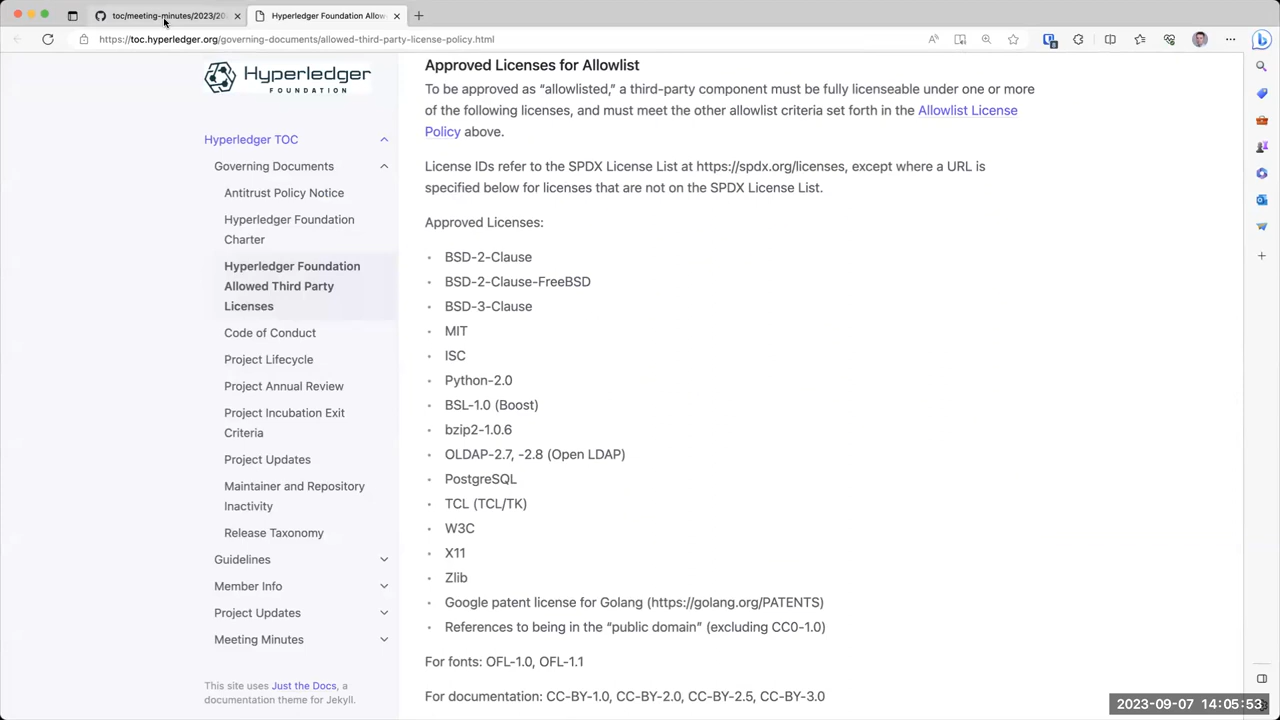 toc/meeting-minutes/2023/20
Hyperledger Foundation Allow
https://toc.hyperledger.org/governing-documents/allowed-third-party-license-policy.html
Hyperledger
FOUNDATION
Hyperledger TOC
Governing Documents
Antitrust Policy Notice
Hyperledger Foundation
Charter
Hyperledger Foundation
Allowed Third Party
Licenses
Code of Conduct
Project Lifecycle
Project Annual Review
Project Incubation Exit
Criteria
Project Updates
Maintainer and Repository
Inactivity
Release Taxonomy
Guidelines
Member Info
Project Updates
Meeting Minutes
This site uses Just the Docs, a
documentation theme for Jekyll.
Approved Licenses for Allowlist
To be approved as “allowlisted,” a third-party component must be fully licenseable under one or more
of the following licenses, and must meet the other allowlist criteria set forth in the Allowlist License
Policy above.
License IDs refer to the SPDX License List at https://spdx.org/licenses, except where a URL is
specified below for licenses that are not on the SPDX License List.
Approved Licenses:
BSD-2-Clause
BSD-2-Clause-FreeBSD
BSD-3-Clause
MIT
ISC
Python-2.0
BSL-1.0 (Boost)
bzip2-1.0.6
OLDAP-2.7, -2.8 (Open LDAP)
PostgreSQL
TCL (TCL/TK)
W3C
X11
Zlib
Google patent license for Golang (https://golang.org/PATENTS)
References to being in the “public domain” (excluding CC0-1.0)
For fonts: OFL-1.0, OFL-1.1
For documentation: CC-BY-1.0, CC-BY-2.0, CC-BY-2.5, CC-BY-3.0
2023-09-07 14:05:53